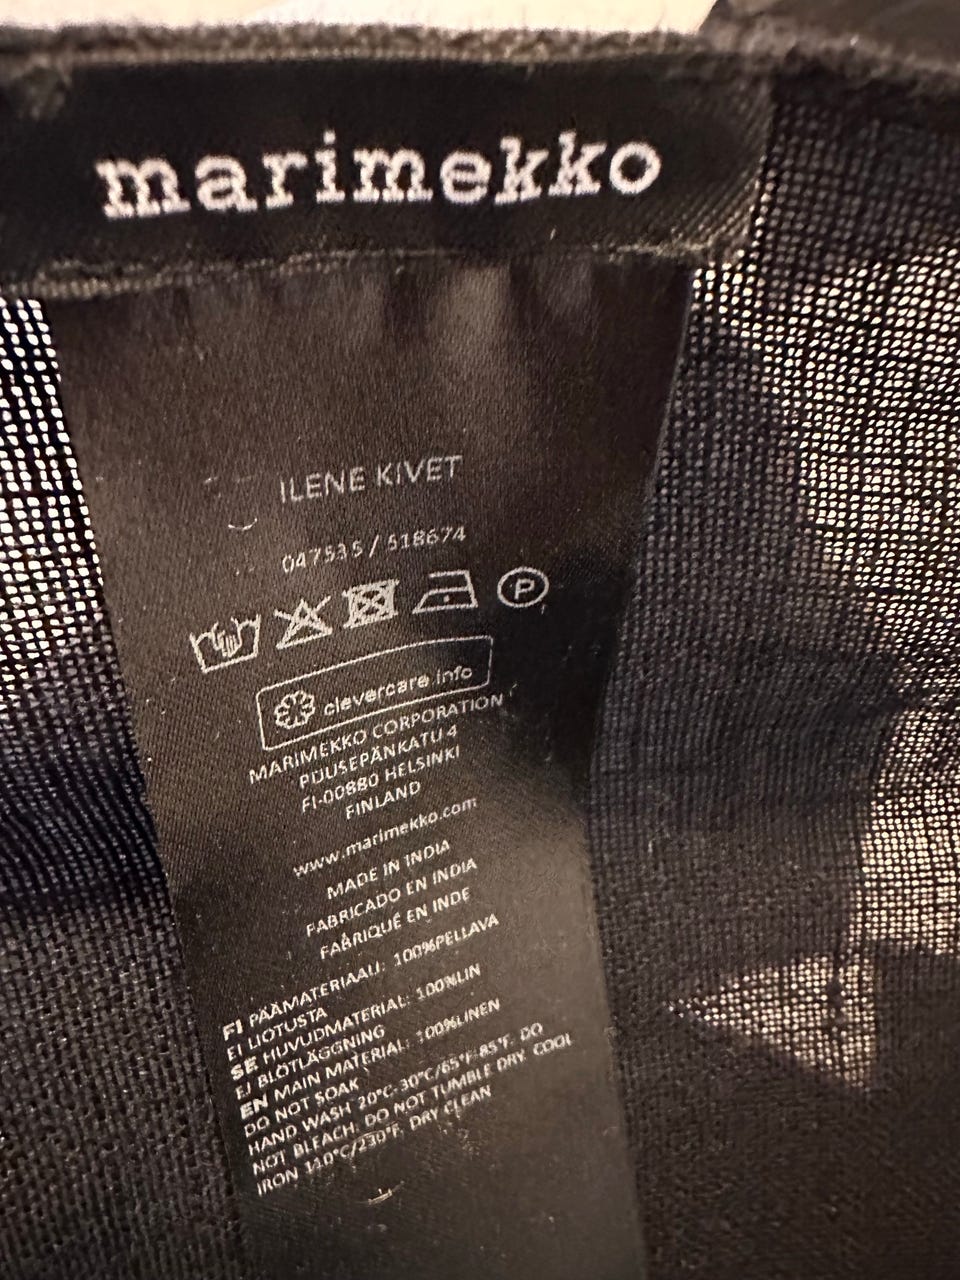 marimekko
ILENE KIVET
047535 / 518674
P
clevercare.info
MARIMEKKO CORPORATION
PUUSEPÄNKATU 4
FI-00880 HELSINKI
FINLAND
www.marimekko.com
MADE IN INDIA
FABRICADO EN INDIA
FABRIQUÉ EN INDE
FI PÄÄMATERIAALI: 100%PELLAVA
EI LIOTUSTA
SE HUVUDMATERIAL: 100%LIN
EJ BLÖTLÄGGNING
EN MAIN MATERIAL: 100%LINEN
DO NOT SOAK
HAND WASH 20°C-30°C/65°F-85°F. DO
NOT BLEACH. DO NOT TUMBLE DRY. COOL
IRON 110°C/230°F. DRY CLEAN